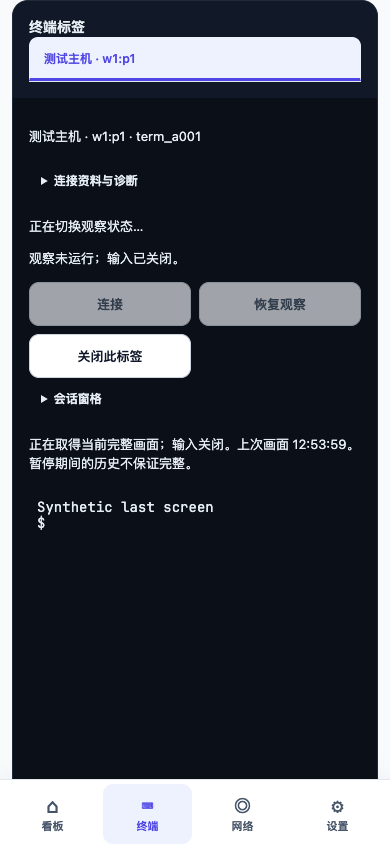 终端标签
测试主机 · w1:p1
测试主机 · w1:p1 · term_a001
▶ 连接资料与诊断
正在切换观察状态...
观察未运行；输入已关闭。
连接
恢复观察
关闭此标签
▶ 会话窗格
正在取得当前完整画面；输入关闭。上次画面 12:53:59。
暂停期间的历史不保证完整。
Synthetic last screen
$
看板
终端
网络
设置